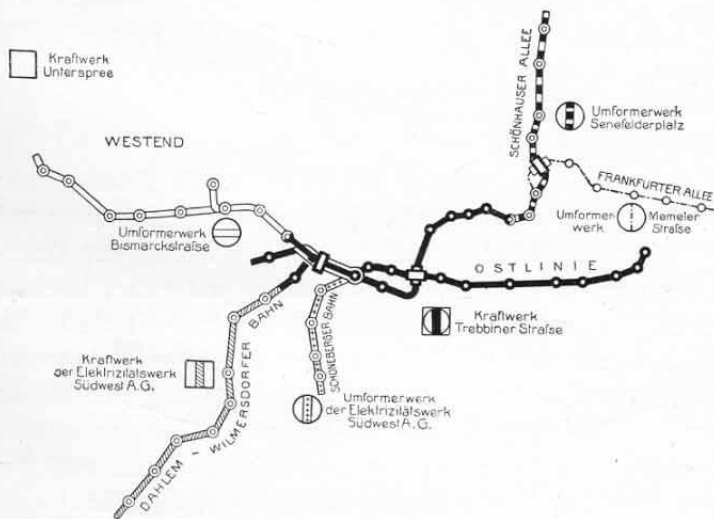 Kraftwerk
Unterspree
WESTEND
SCHÖNHAUSER ALLEE
Umformerwerk
Senefelderplatz
FRANKFURTER ALLEE
Umformer
werk
Memeler
Straße
Umformerwerk
Bismarckstraße
OSTLINIE
Kraftwerk
Trebbiner Straße
Kraftwerk
der Elektrizitätswerk
Südwest A.G.
DAHLEM – WILMERSDORFER BAHN
SCHÖNEBERGER BAHN
Umformerwerk
der Elektrizitätswerk
Südwest A.G.